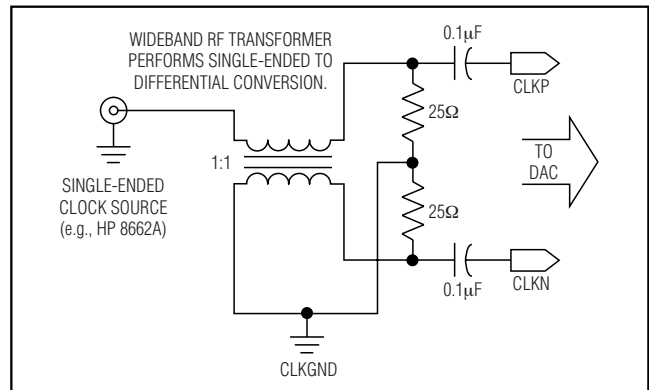 WIDEBAND RF TRANSFORMER
PERFORMS SINGLE-ENDED TO
DIFFERENTIAL CONVERSION.
0.1μF
CLKP
25Ω
1:1
TO
DAC
SINGLE-ENDED
CLOCK SOURCE
(e.g., HP 8662A)
25Ω
0.1μF
CLKN
CLKGND